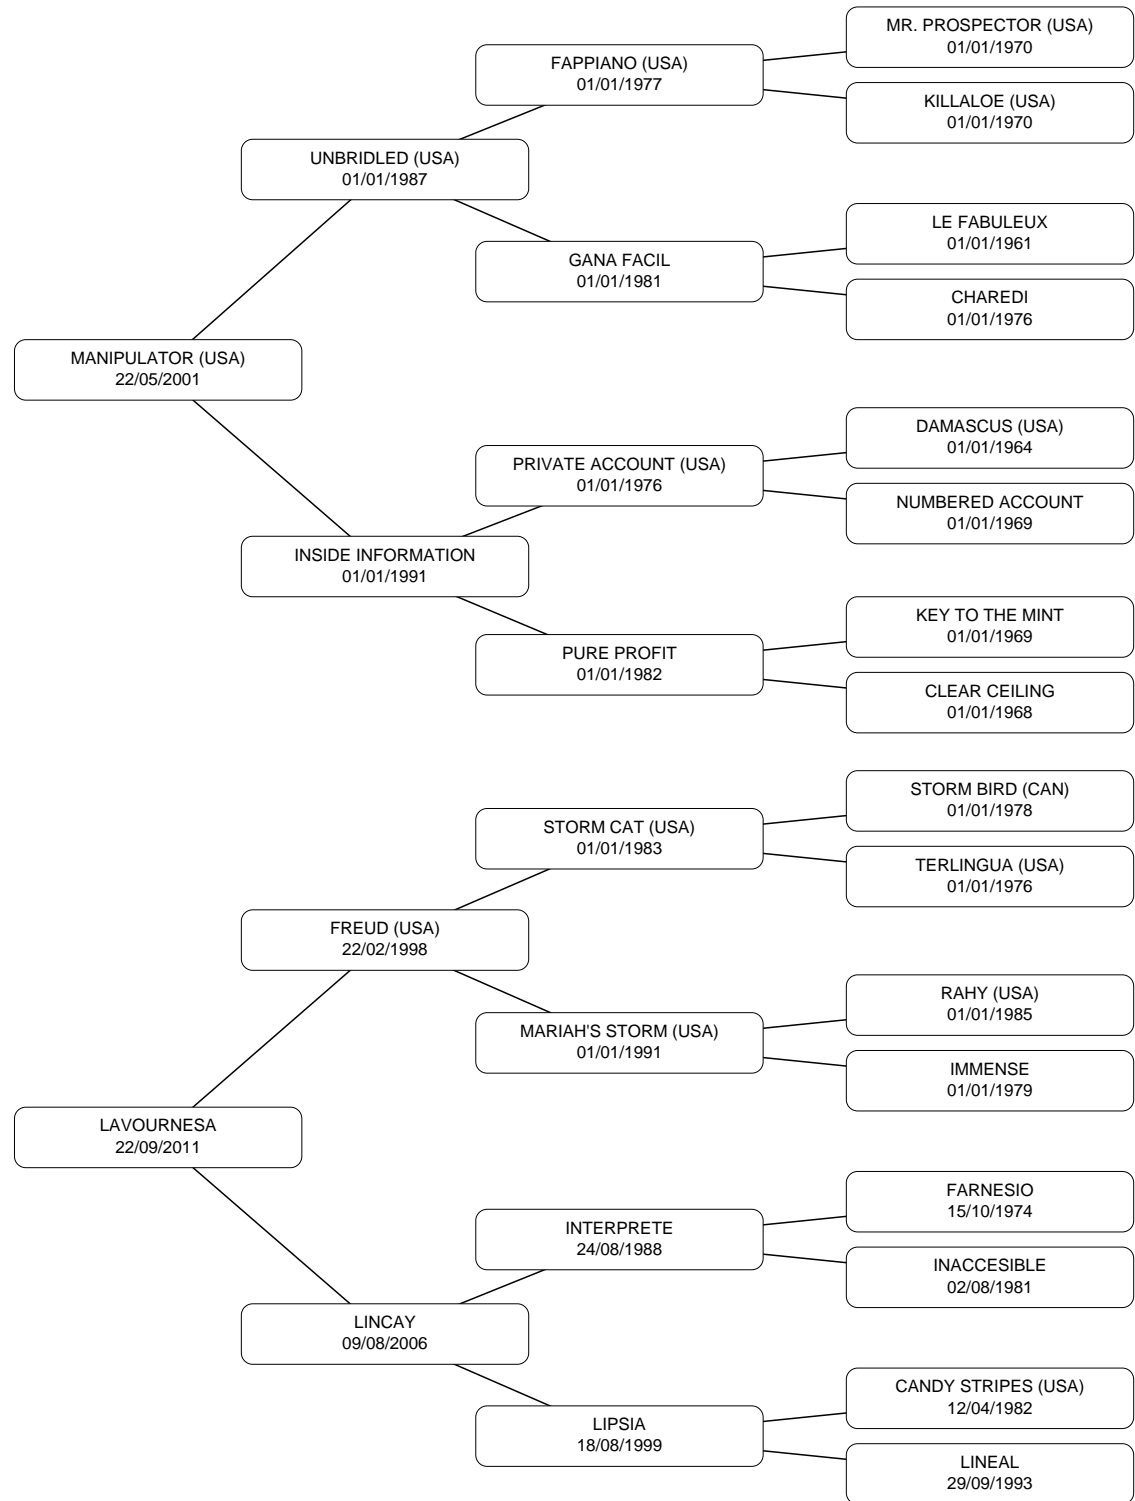 MR. PROSPECTOR (USA)
01/01/1970
FAPPIANO (USA)
01/01/1977
KILLALOE (USA)
01/01/1970
UNBRIDLED (USA)
01/01/1987
LE FABULEUX
01/01/1961
GANA FACIL
01/01/1981
CHAREDI
01/01/1976
MANIPULATOR (USA)
22/05/2001
DAMASCUS (USA)
01/01/1964
PRIVATE ACCOUNT (USA)
01/01/1976
NUMBERED ACCOUNT
01/01/1969
INSIDE INFORMATION
01/01/1991
KEY TO THE MINT
01/01/1969
PURE PROFIT
01/01/1982
CLEAR CEILING
01/01/1968
STORM BIRD (CAN)
01/01/1978
STORM CAT (USA)
01/01/1983
TERLINGUA (USA)
01/01/1976
FREUD (USA)
22/02/1998
RAHY (USA)
01/01/1985
MARIAH'S STORM (USA)
01/01/1991
IMMENSE
01/01/1979
LAVOURNESA
22/09/2011
FARNESIO
15/10/1974
INTERPRETE
24/08/1988
INACCESIBLE
02/08/1981
LINCAY
09/08/2006
CANDY STRIPES (USA)
12/04/1982
LIPSIA
18/08/1999
LINEAL
29/09/1993